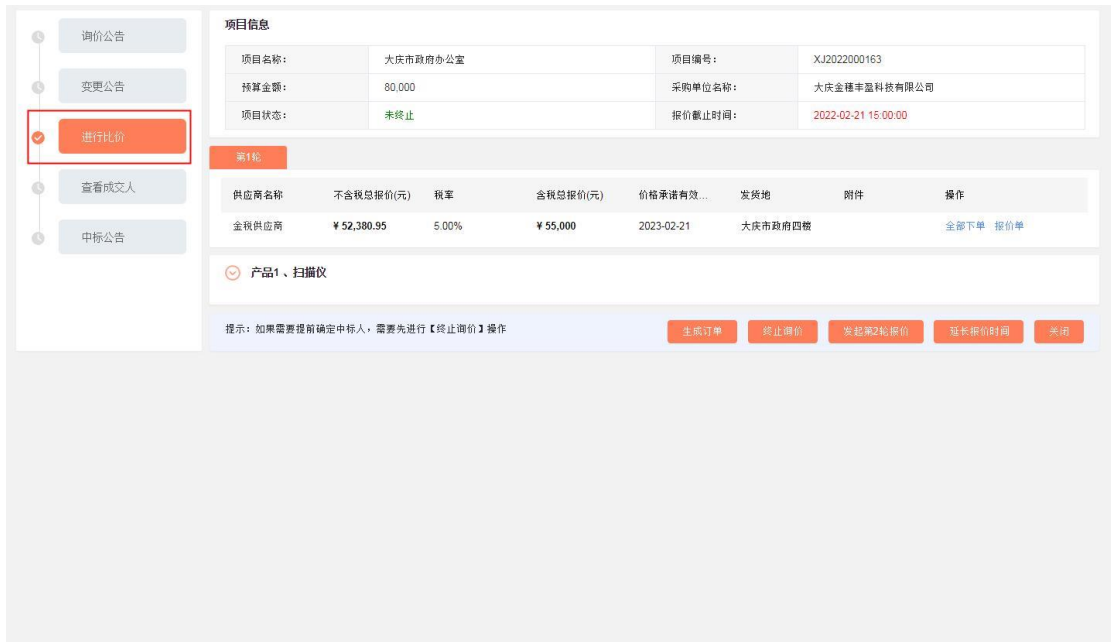 询价公告
变更公告
进行比价
查看成交人
中标公告
项目信息
项目名称： 大庆市政府办公室 项目编号： XJ2022000163
预算金额： 80,000 采购单位名称： 大庆金穗丰盈科技有限公司
项目状态： 未终止 报价截止时间： 2022-02-21 15:00:00
第1轮
供应商名称 不含税总报价(元) 税率 含税总报价(元) 价格承诺有效... 发货地 附件 操作
金税供应商 ¥ 52,380.95 5.00% ¥ 55,000 2023-02-21 大庆市政府四楼 全部下单 报价单
产品1 、扫描仪
提示：如果需要提前确定中标人，需要先进行【终止询价】操作 生成订单 终止询价 发起第2轮报价 延长报价时间 关闭